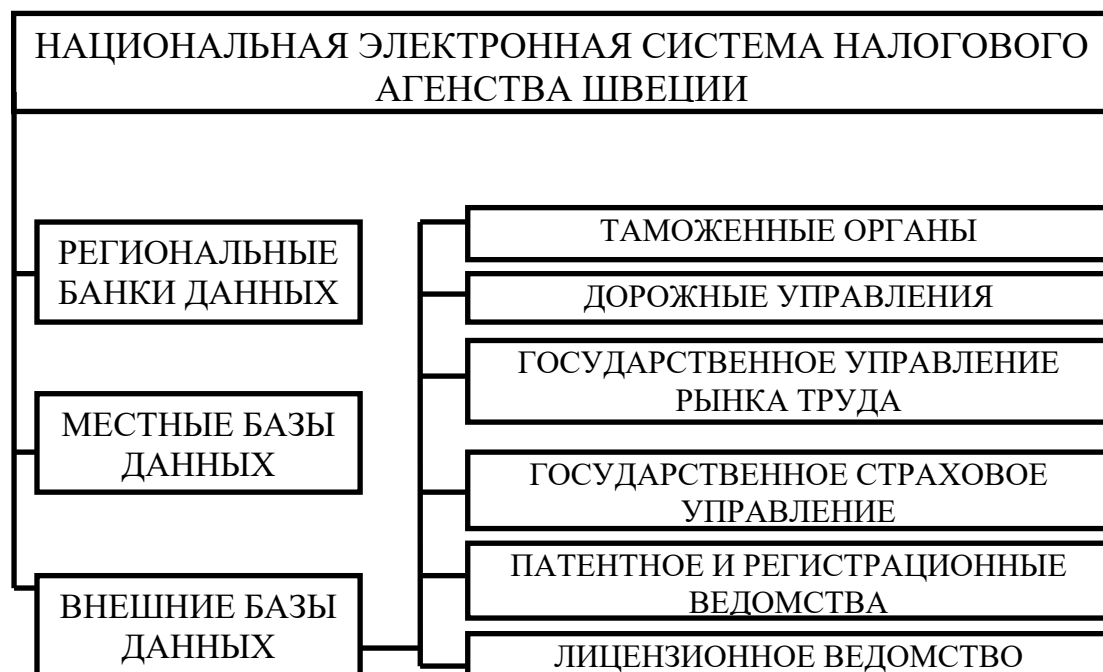 НАЦИОНАЛЬНАЯ ЭЛЕКТРОННАЯ СИСТЕМА НАЛОГОВОГО
АГЕНСТВА ШВЕЦИИ
РЕГИОНАЛЬНЫЕ
БАНКИ ДАННЫХ
МЕСТНЫЕ БАЗЫ
ДАННЫХ
ВНЕШНИЕ БАЗЫ
ДАННЫХ
ТАМОЖЕННЫЕ ОРГАНЫ
ДОРОЖНЫЕ УПРАВЛЕНИЯ
ГОСУДАРСТВЕННОЕ УПРАВЛЕНИЕ
РЫНКА ТРУДА
ГОСУДАРСТВЕННОЕ СТРАХОВОЕ
УПРАВЛЕНИЕ
ПАТЕНТНОЕ И РЕГИСТРАЦИОННЫЕ
ВЕДОМСТВА
ЛИЦЕНЗИОННОЕ ВЕДОМСТВО